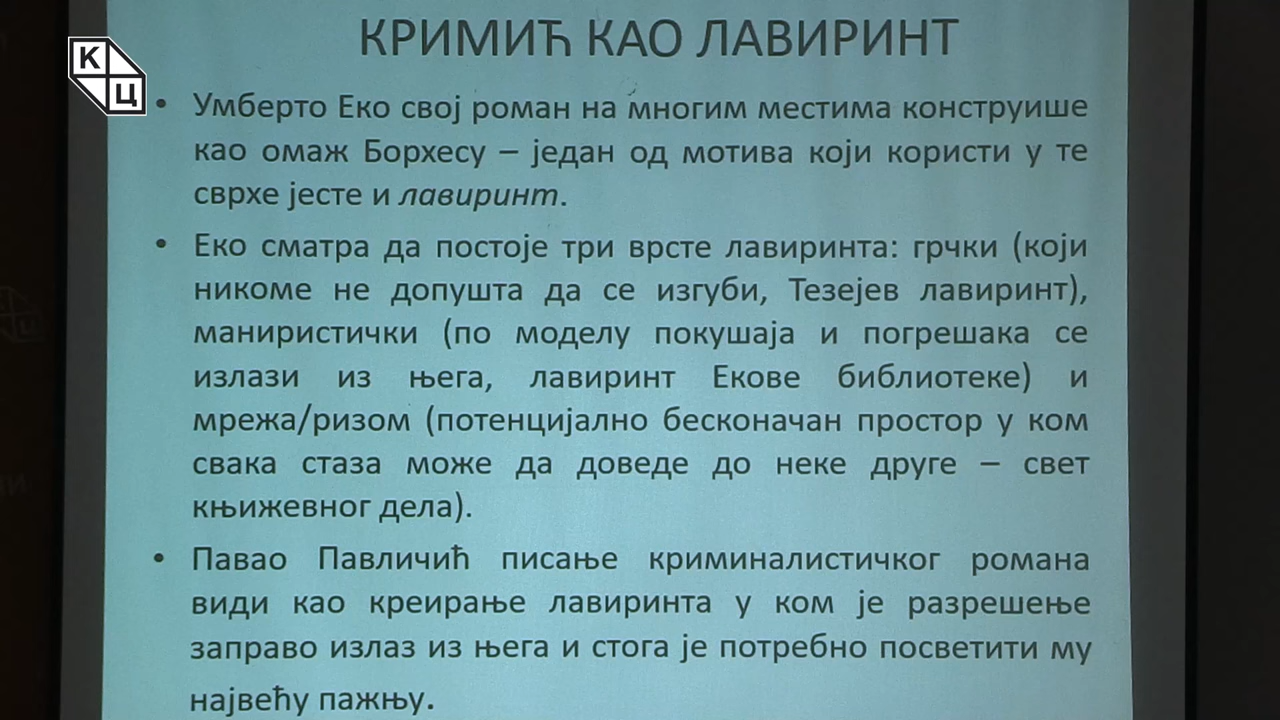 КРИМИЋ КАО ЛАВИРИНТ
К
Ц
• Умберто Еко свој роман на многим местима конструише
као омаж Борхесу – један од мотива који користи у те
сврхе јесте и лавиринт.
• Еко сматра да постоје три врсте лавиринта: грчки (који
никоме не допушта да се изгуби, Тезејев лавиринт),
маниристички (по моделу покушаја и погрешака се
излази из њега, лавиринт Екове библиотеке) и
мрежа/ризом (потенцијално бесконачан простор у ком
свака стаза може да доведе до неке друге – свет
књижевног дела).
• Павао Павличић писање криминалистичког романа
види као креирање лавиринта у ком је разрешење
заправо излаз из њега и стога је потребно посветити му
највећу пажњу.